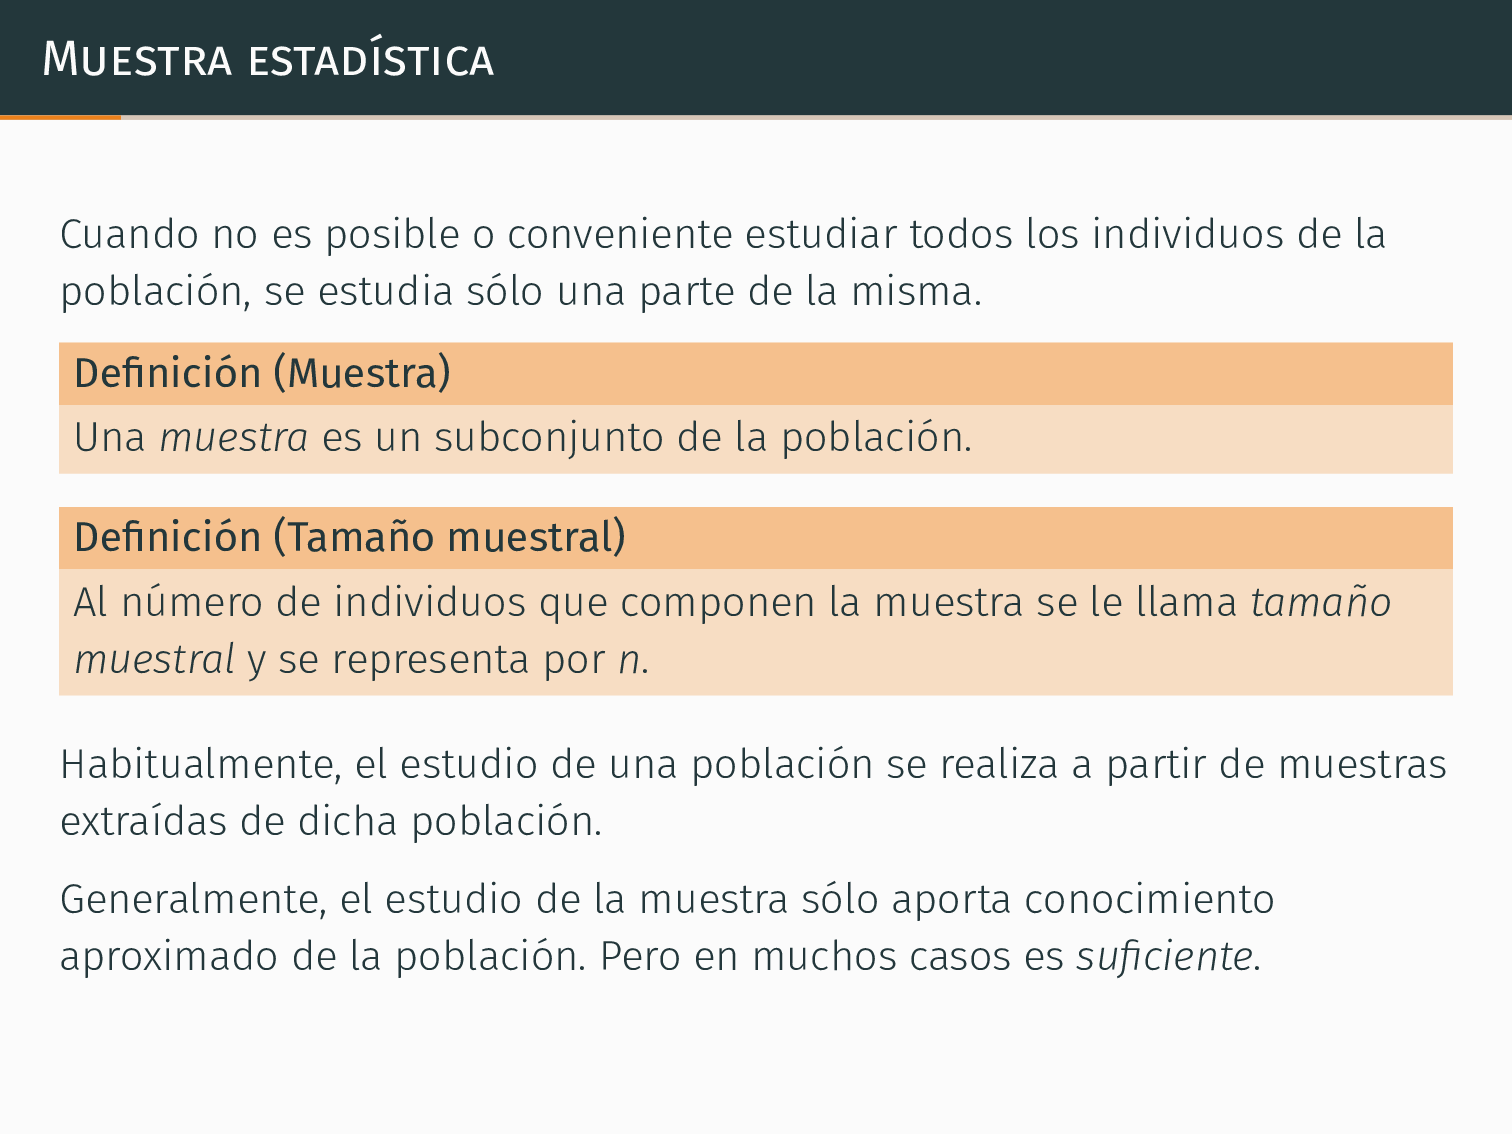 Muestra estadística
Cuando no es posible o conveniente estudiar todos los individuos de la
población, se estudia sólo una parte de la misma.
Definición (Muestra)
Una muestra es un subconjunto de la población.
Definición (Tamaño muestral)
Al número de individuos que componen la muestra se le llama tamaño
muestral y se representa por n.
Habitualmente, el estudio de una población se realiza a partir de muestras
extraídas de dicha población.
Generalmente, el estudio de la muestra sólo aporta conocimiento
aproximado de la población. Pero en muchos casos es suficiente.